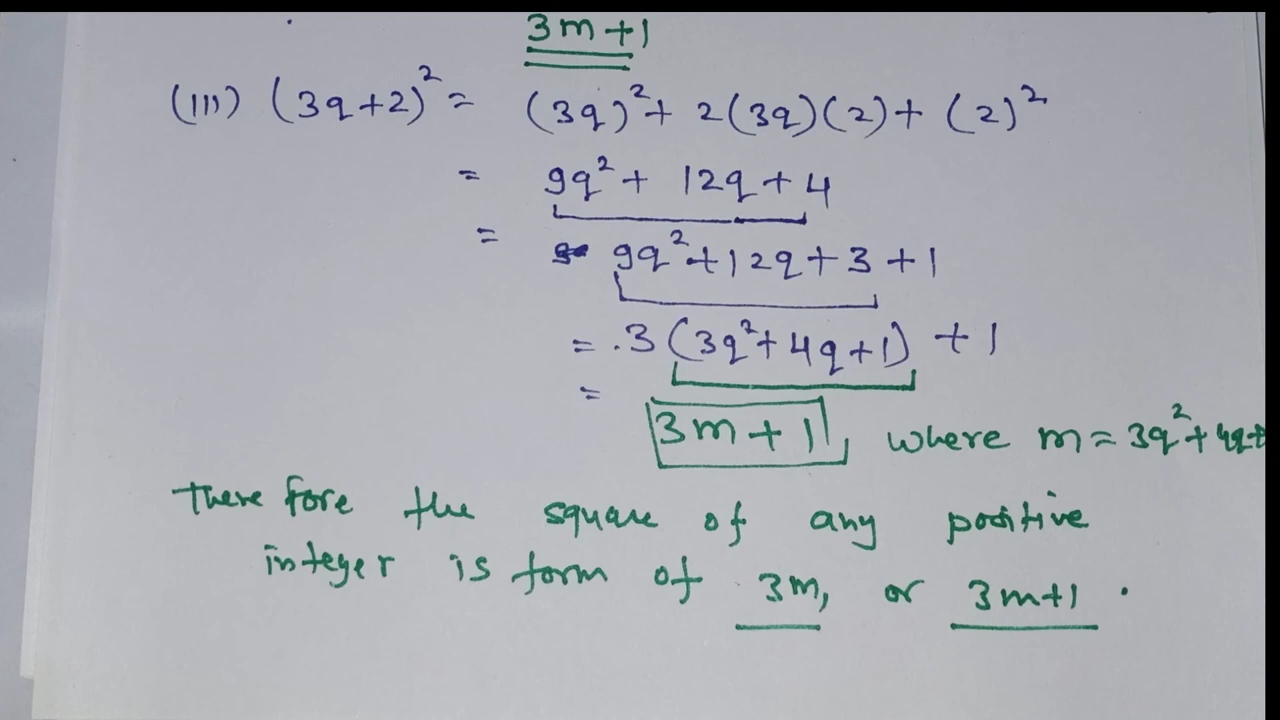 3m+1
(iii) (3q+2)² = (3q)² + 2(3q)(2) + (2)²
= 9q² + 12q + 4
= 9q² + 12q + 3 + 1
= .3(3q² + 4q + 1) + 1
= 3m + 1, where m = 3q² + 4q+
There fore the square of any positive
integer is form of 3m, or 3m+1.